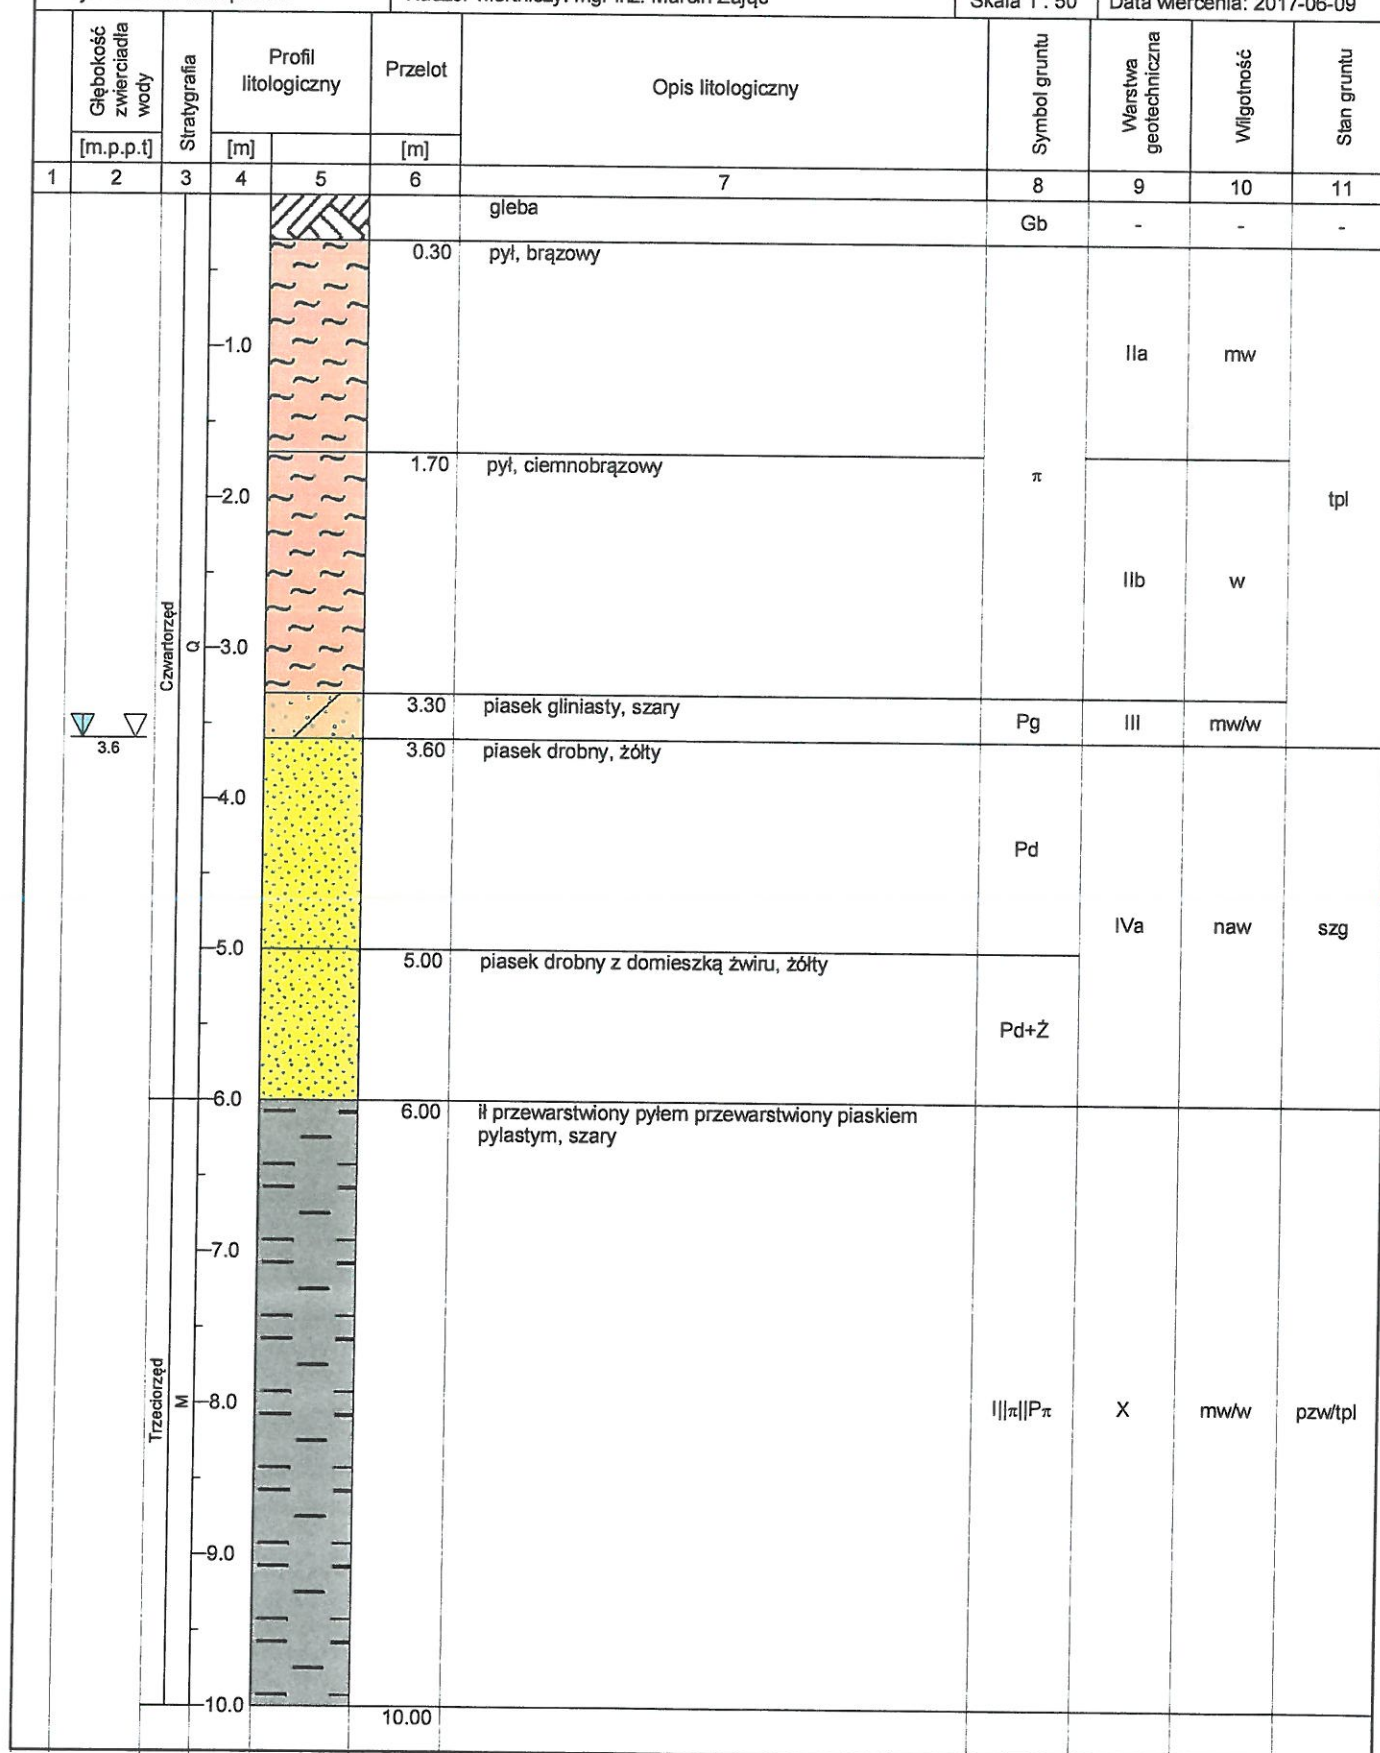 Skala 1 : 50
Data wiercenia: 2017-06-09
Głębokość zwierciadła wody
[m.p.p.t]
Stratygrafia
Profil litologiczny
[m]
Przelot
[m]
Opis litologiczny
Symbol gruntu
Warstwa geotechniczna
Wilgotność
Stan gruntu
1 2 3 4 5 6 7 8 9 10 11
gleba
Gb - - -
0.30 pył, brązowy
-1.0
IIa mw
1.70 pył, ciemnobrązowy
π
-2.0
tpl
IIb w
Czwartorzęd
Q
-3.0
3.30 piasek gliniasty, szary
Pg III mw/w
3.6
3.60 piasek drobny, żółty
-4.0
Pd
IVa naw szg
-5.0
5.00 piasek drobny z domieszką żwiru, żółty
Pd+Ż
-6.0
6.00 ił przewarstwiony pyłem przewarstwiony piaskiem
pylastym, szary
-7.0
Trzeciorzęd
M
-8.0
I||π||Pπ X mw/w pzw/tpl
-9.0
-10.0
10.00